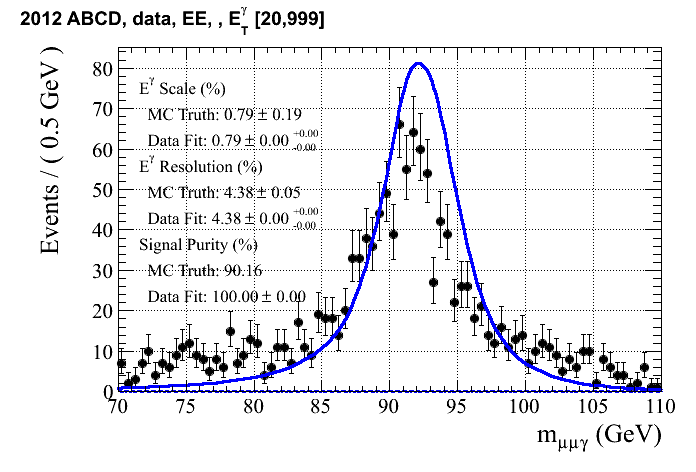 2012 ABCD, data, EE, , E_T^γ [20,999]
Events / ( 0.5 GeV )
80
70
60
50
40
30
20
10
0
E^γ Scale (%)
MC Truth: 0.79 ± 0.19
Data Fit: 0.79 ± 0.00 +0.00 -0.00
E^γ Resolution (%)
MC Truth: 4.38 ± 0.05
Data Fit: 4.38 ± 0.00 +0.00 -0.00
Signal Purity (%)
MC Truth: 90.16
Data Fit: 100.00 ± 0.00
70 75 80 85 90 95 100 105 110
m_μμγ (GeV)